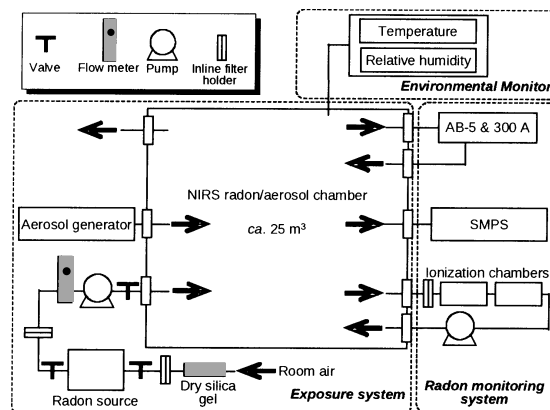 Valve
Flow meter
Pump
Inline filter
holder
Temperature
Relative humidity
Environmental Monitor
AB-5 & 300 A
NIRS radon/aerosol chamber
ca. 25 m³
Aerosol generator
SMPS
Ionization chambers
Room air
Dry silica
gel
Radon source
Exposure system
Radon monitoring
system